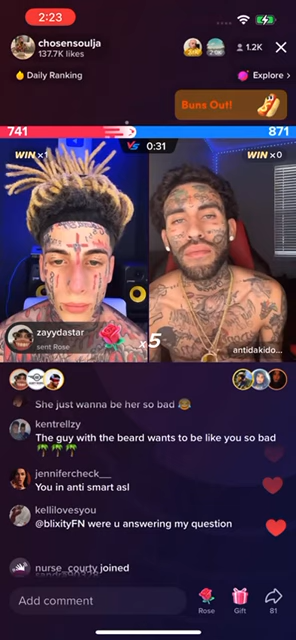 2:23
chosensoulja
137.7K likes
1.2K
Daily Ranking
Explore >
Buns Out!
741
871
WIN x1
VS 0:31
WIN x0
zayydastar
sent Rose
x5
antidakido...
She just wanna be her so bad 😂
kentrellzy
The guy with the beard wants to be like you so bad
🌴🌴🌴
jennifercheck__
You in anti smart asl
kellilovesyou
@blixityFN were u answering my question
nurse_courty joined
Add comment
Rose
Gift
81